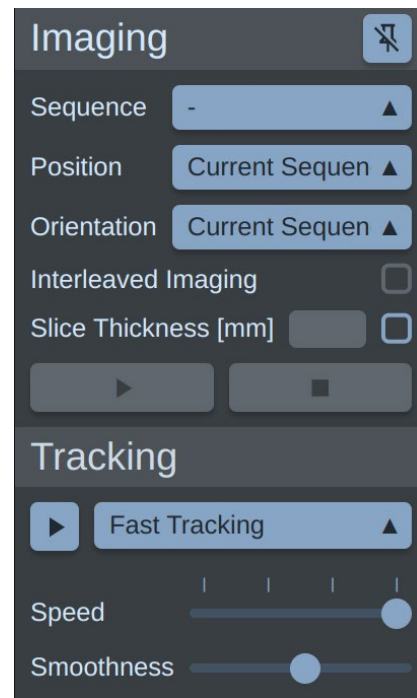 Imaging
Sequence -
Position Current Sequen
Orientation Current Sequen
Interleaved Imaging
Slice Thickness [mm]
Tracking
Fast Tracking
Speed
Smoothness